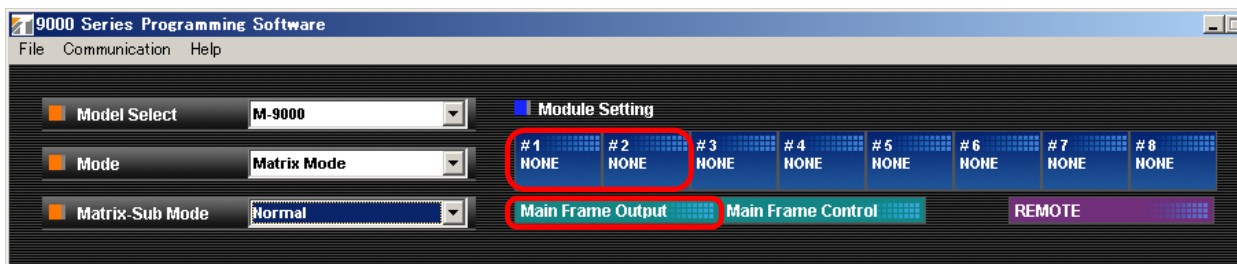 9000 Series Programming Software
File Communication Help
Model Select M-9000
Module Setting
Mode Matrix Mode
#1 #2 #3 #4 #5 #6 #7 #8
NONE NONE NONE NONE NONE NONE NONE NONE
Matrix-Sub Mode Normal
Main Frame Output Main Frame Control REMOTE